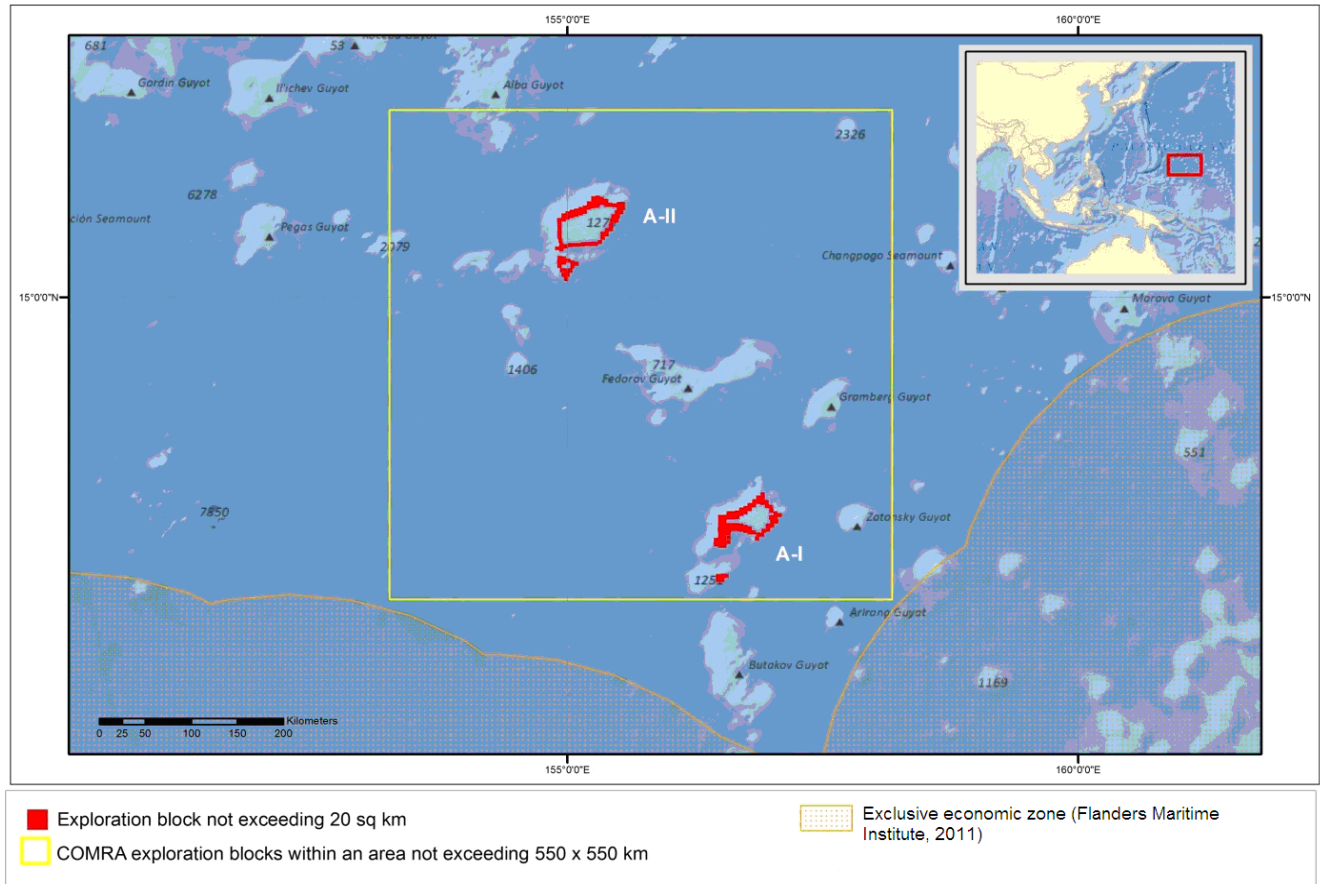 155°0'0"E
160°0'0"E
681
53
Gordin Guyot
Il'ichev Guyot
Alba Guyot
2326
6278
Pegas Guyot
ción Seamount
2079
127
A-II
Changpogo Seamount
15°0'0"N
15°0'0"N
Morova Guyot
1406
717
Fedorov Guyot
Gramberg Guyot
551
7850
Zatonsky Guyot
A-I
125
Arirang Guyot
Butakov Guyot
1169
Kilometers
0 25 50 100 150 200
155°0'0"E
160°0'0"E
Exploration block not exceeding 20 sq km
COMRA exploration blocks within an area not exceeding 550 x 550 km
Exclusive economic zone (Flanders Maritime
Institute, 2011)